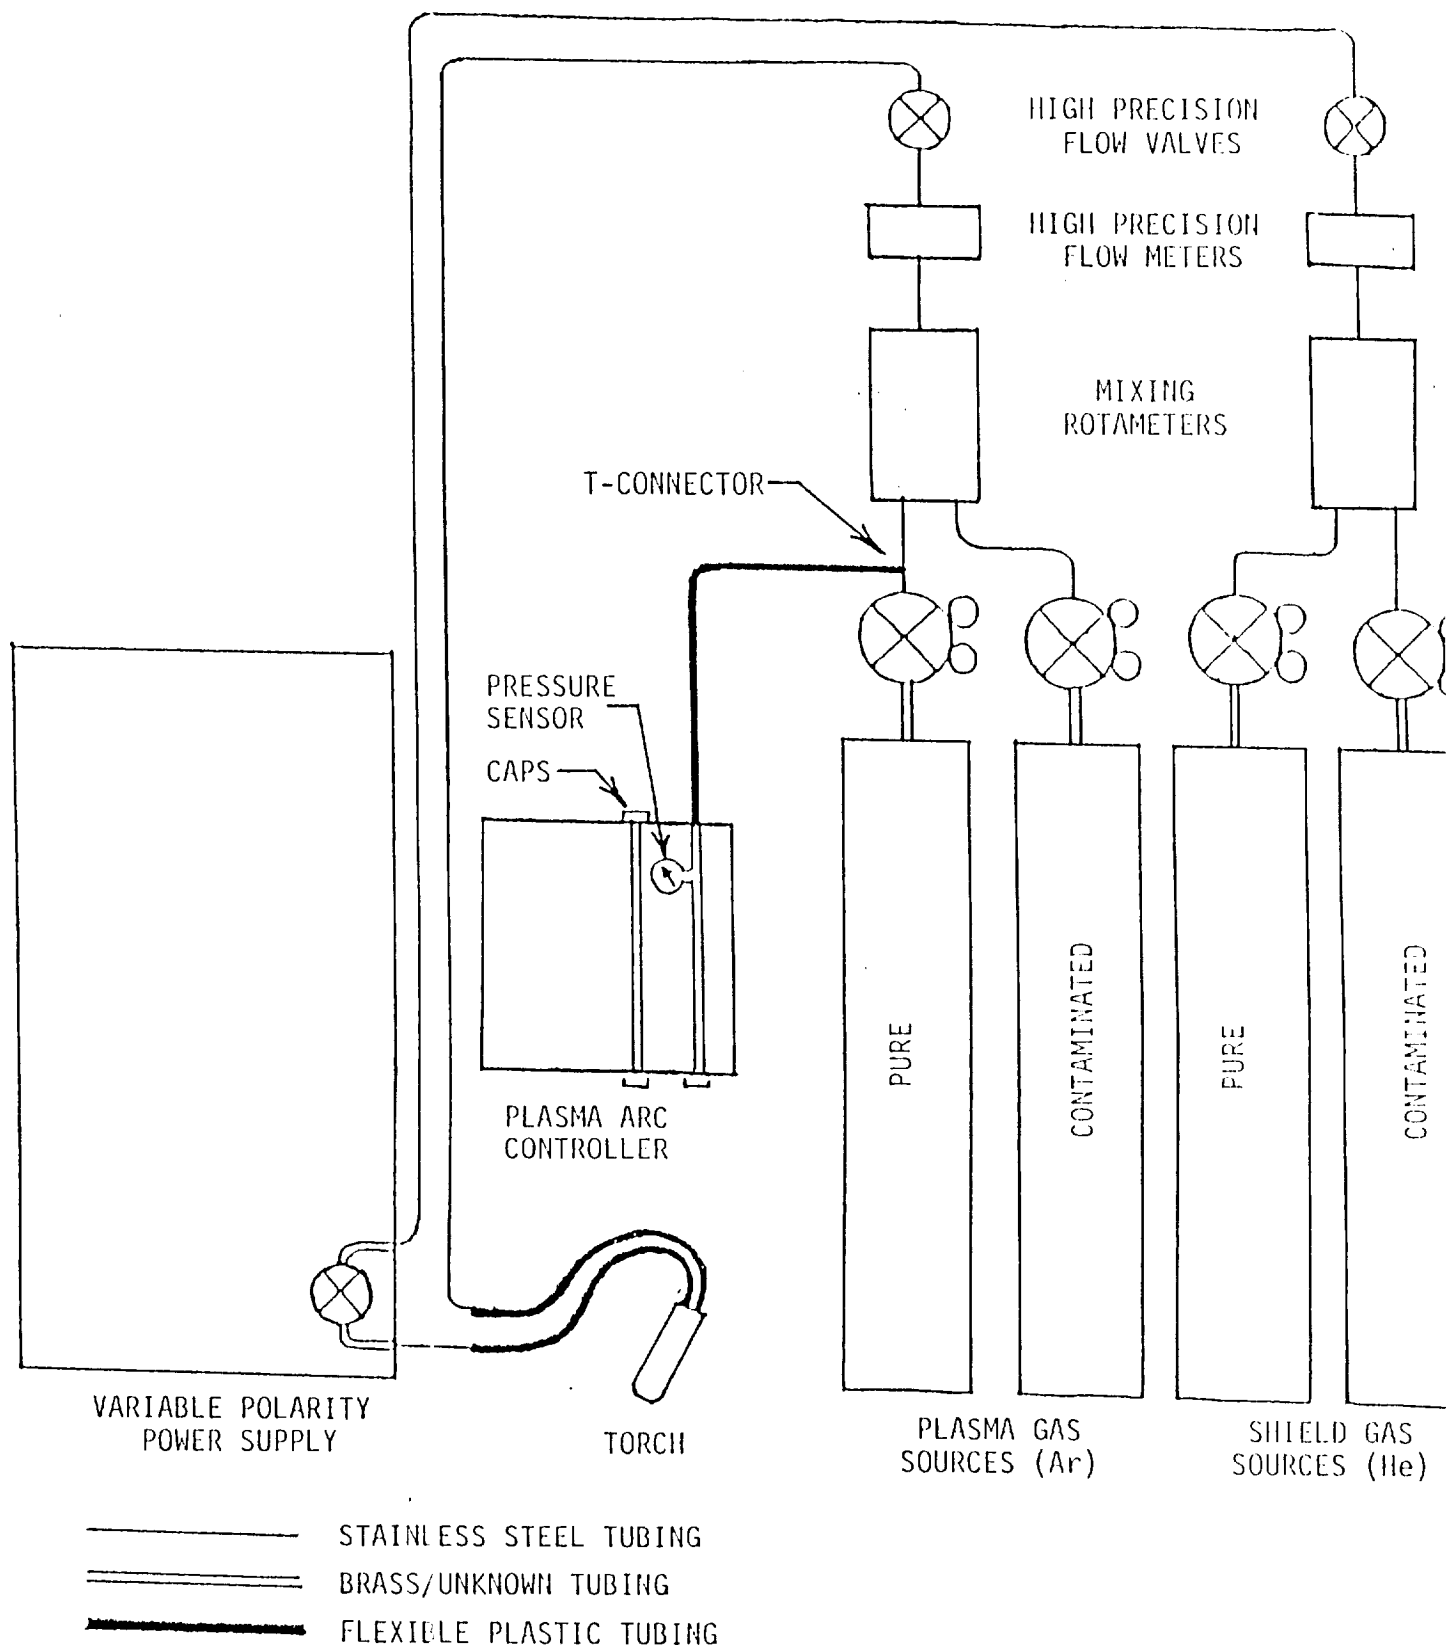 HIGH PRECISION
FLOW VALVES
HIGH PRECISION
FLOW METERS
MIXING
ROTAMETERS
T-CONNECTOR
PRESSURE
SENSOR
CAPS
PURE
CONTAMINATED
PURE
CONTAMINATED
PLASMA ARC
CONTROLLER
VARIABLE POLARITY
POWER SUPPLY
TORCH
PLASMA GAS
SOURCES (Ar)
SHIELD GAS
SOURCES (He)
STAINLESS STEEL TUBING
BRASS/UNKNOWN TUBING
FLEXIBLE PLASTIC TUBING